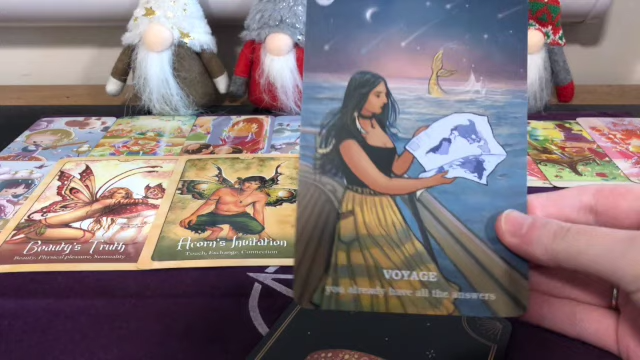 Beauty's Truth
Beauty, Physical pleasure, Sensuality
Acorn's Invitation
Touch, Exchange, Connection
VOYAGE
you already have all the answers